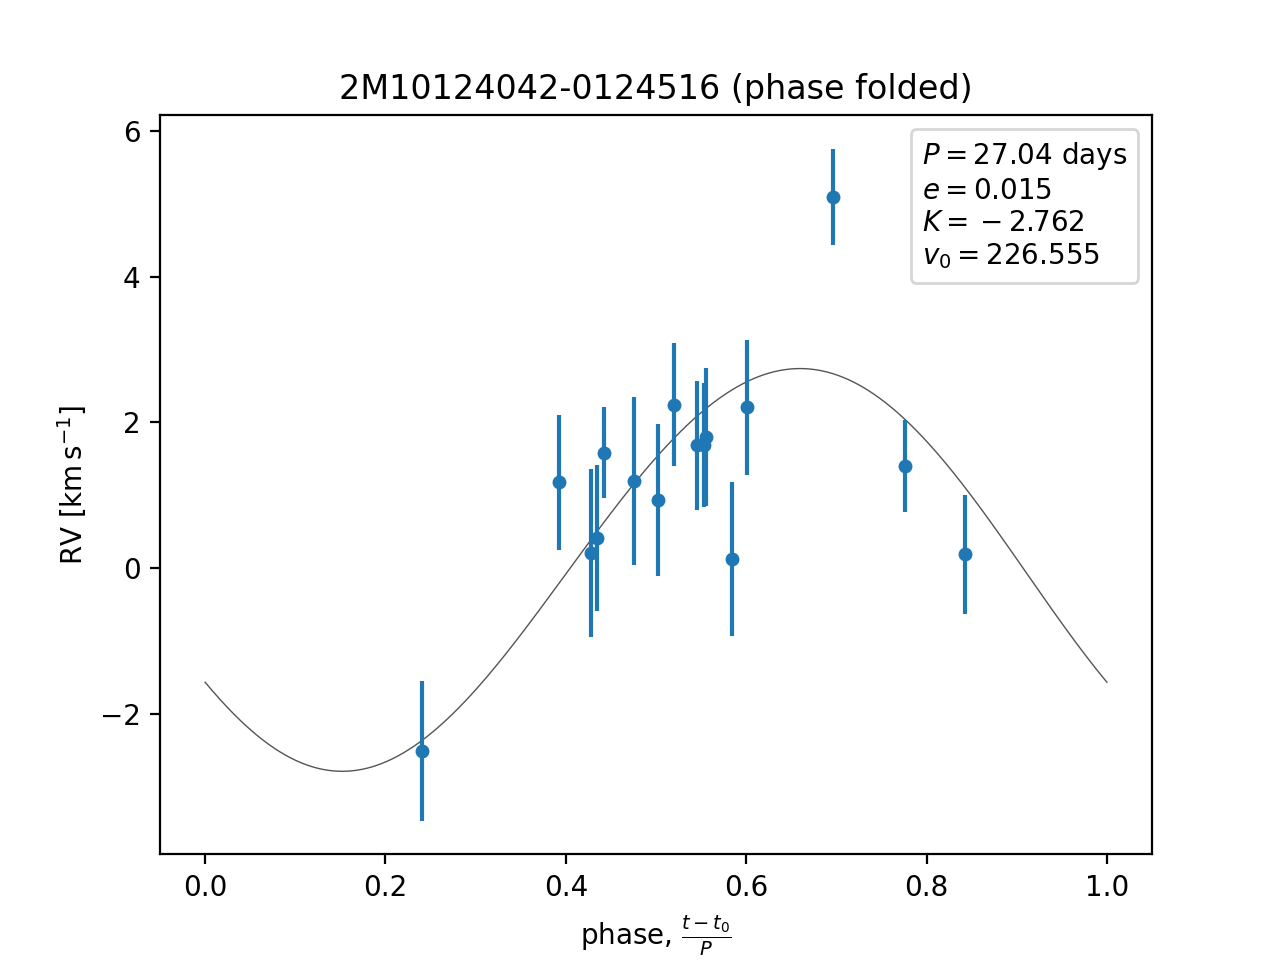 2M10124042-0124516 (phase folded)
P = 27.04 days
e = 0.015
K = −2.762
v₀ = 226.555
6
4
2
0
−2
RV [km s⁻¹]
0.0 0.2 0.4 0.6 0.8 1.0
phase, (t − t₀)/P